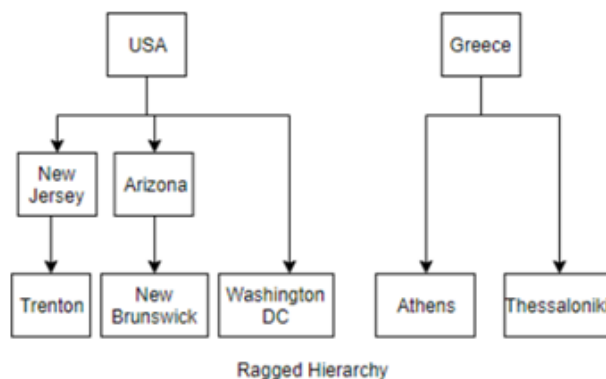 USA
Greece
New
Jersey
Arizona
Trenton
New
Brunswick
Washington
DC
Athens
Thessaloniki
Ragged Hierarchy